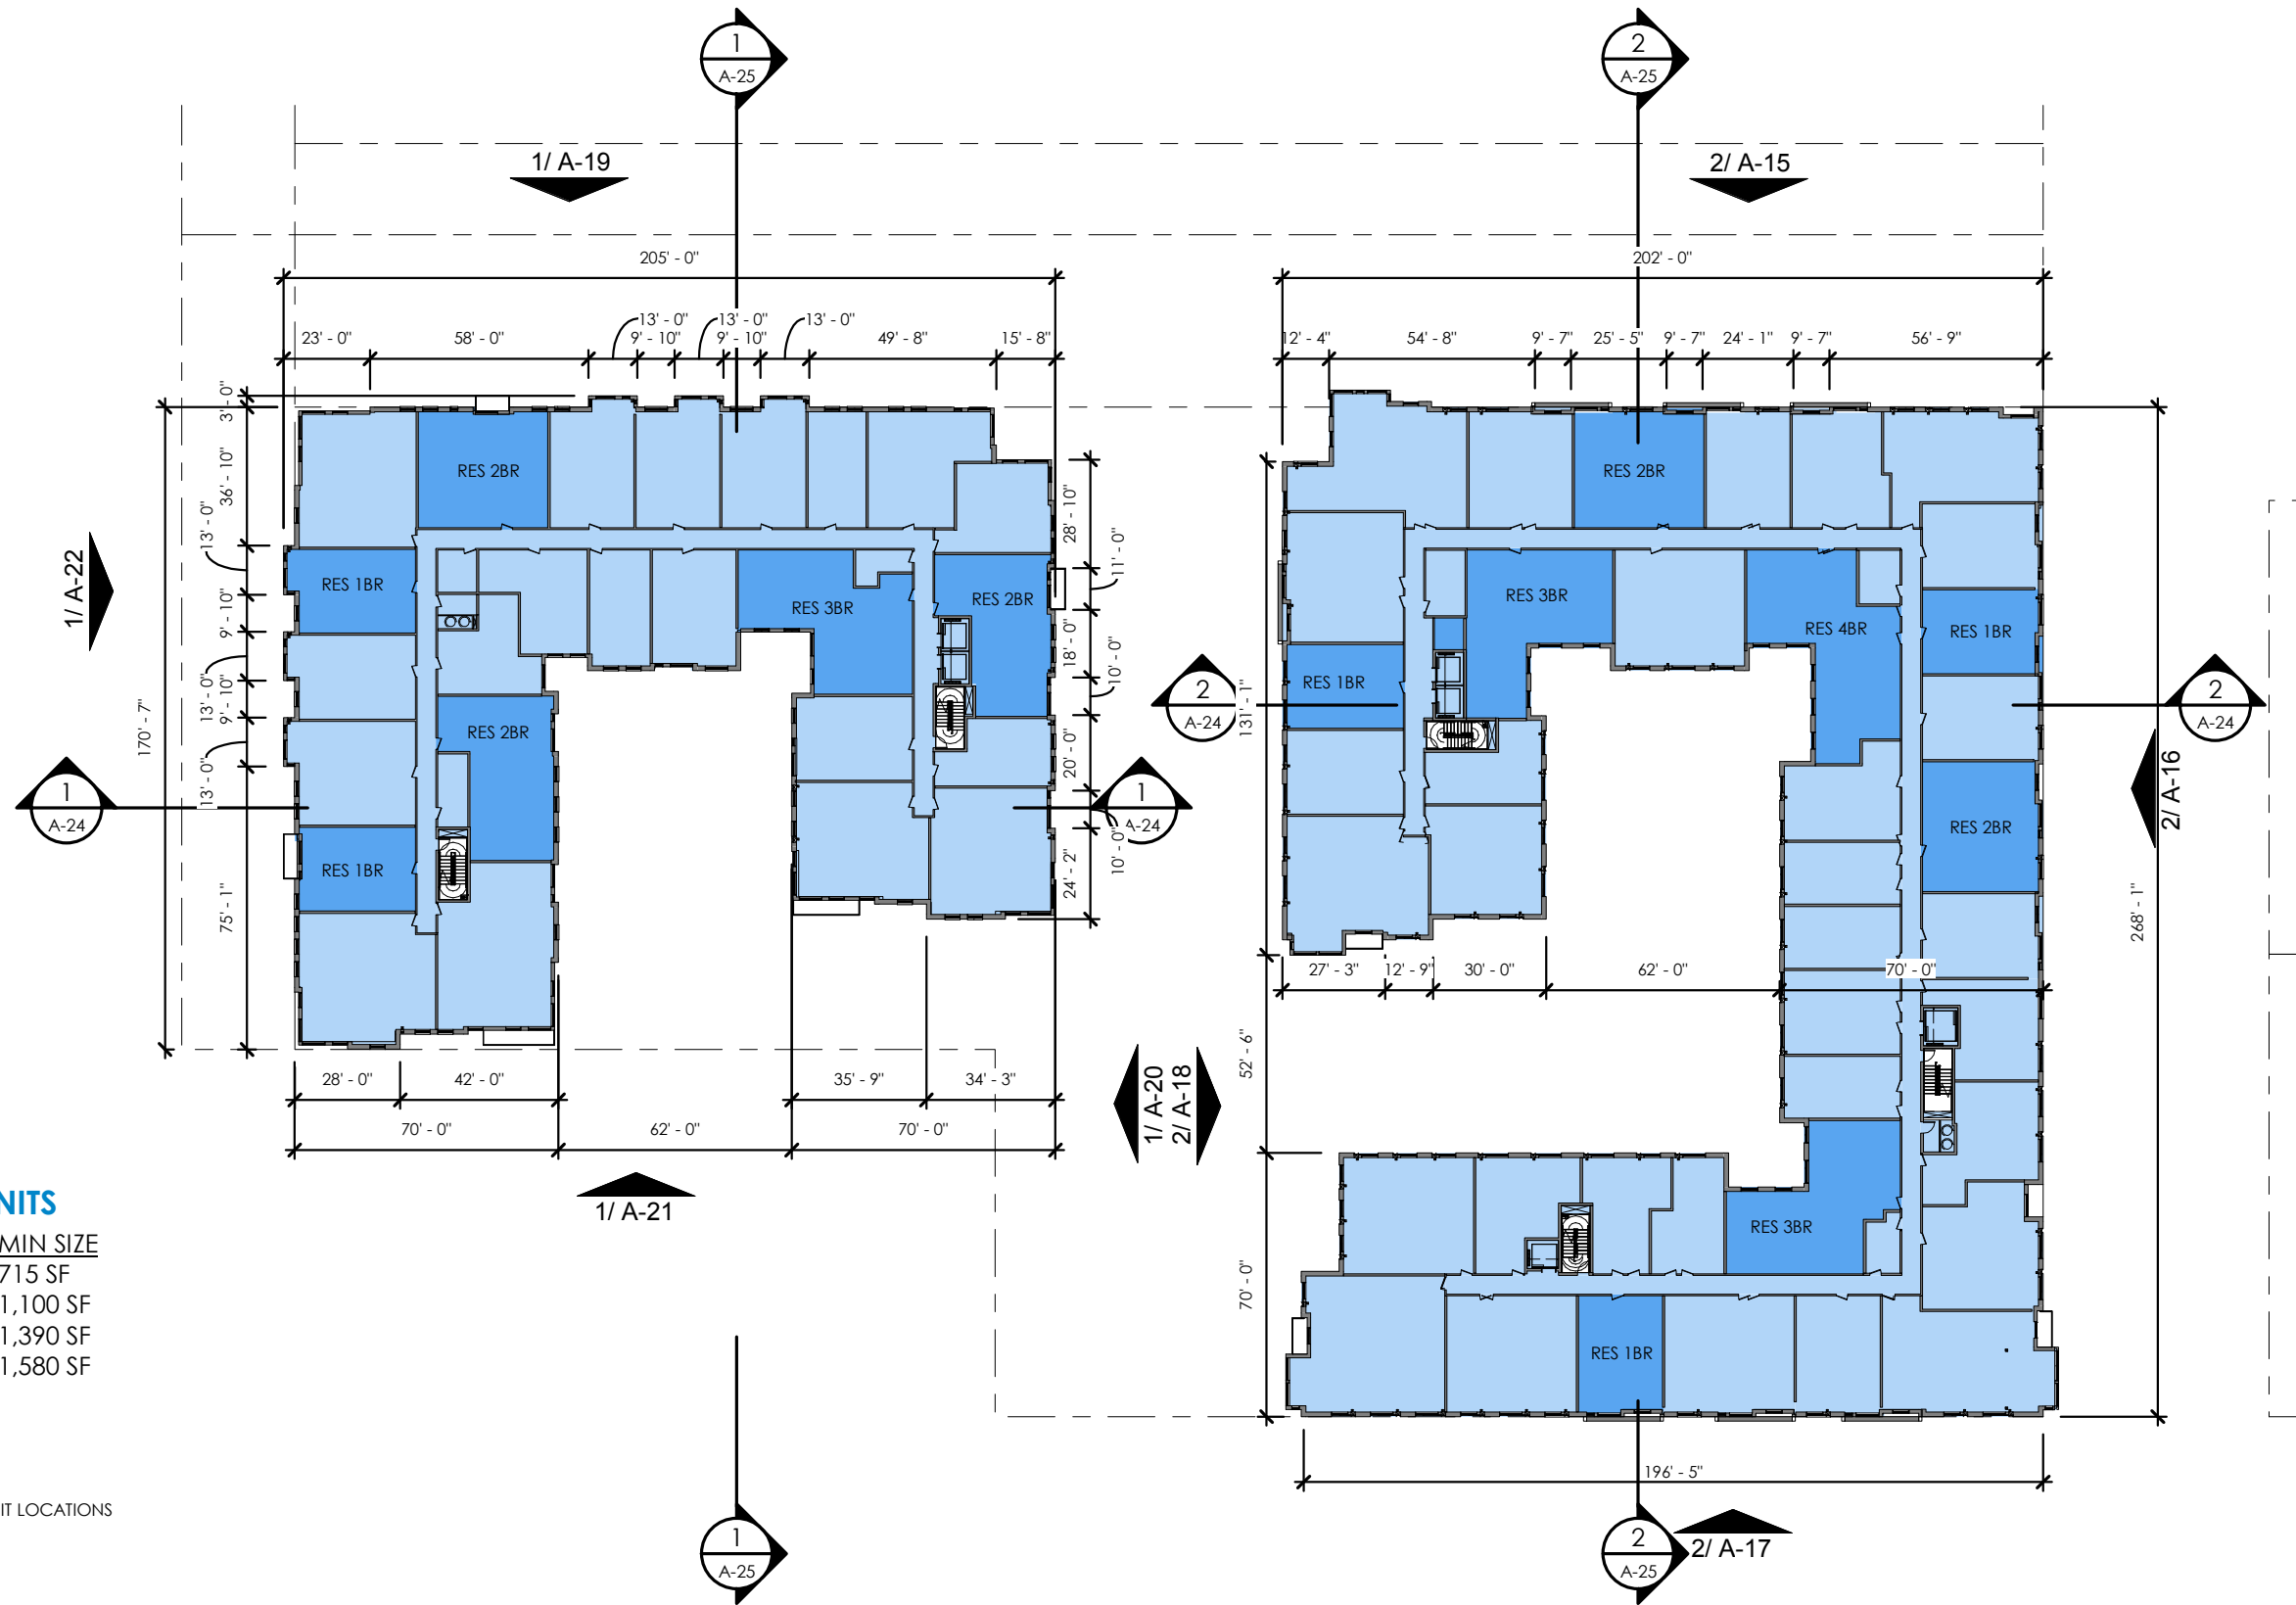 1
A-25
2
A-25
1/ A-19
2/ A-15
205' - 0"
202' - 0"
13' - 0"
13' - 0"
13' - 0"
23' - 0"
58' - 0"
9' - 10"
9' - 10"
49' - 8"
15' - 8"
12' - 4"
54' - 8"
9' - 7"
25' - 5"
9' - 7"
24' - 1"
9' - 7"
56' - 9"
3' - 0"
36' - 10"
13' - 0"
9' - 10"
13' - 0"
9' - 10"
13' - 0"
75' - 1"
170' - 7"
1/ A-22
1
A-24
RES 2BR
RES 1BR
RES 3BR
RES 2BR
RES 2BR
RES 1BR
28' - 10"
11' - 0"
18' - 0"
10' - 0"
20' - 0"
10' - 0"
24' - 2"
1
A-24
2
A-24
131' - 1"
RES 2BR
RES 3BR
RES 4BR
RES 1BR
RES 1BR
RES 2BR
2
A-24
2/ A-16
268' - 1"
27' - 3"
12' - 9"
30' - 0"
62' - 0"
70' - 0"
52' - 6"
70' - 0"
28' - 0"
42' - 0"
35' - 9"
34' - 3"
70' - 0"
62' - 0"
70' - 0"
1/ A-20
2/ A-18
1/ A-21
RES 3BR
RES 1BR
NITS
MIN SIZE
715 SF
1,100 SF
1,390 SF
1,580 SF
IT LOCATIONS
196' - 5"
1
A-25
2
A-25
2/ A-17